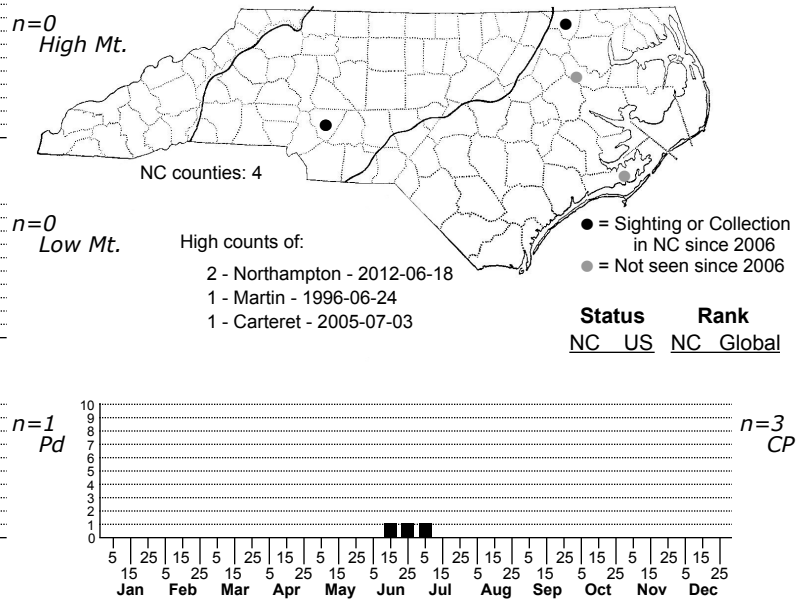 n=0
High Mt.
NC counties: 4
n=0
Low Mt.
High counts of:
2 - Northampton - 2012-06-18
1 - Martin - 1996-06-24
1 - Carteret - 2005-07-03
= Sighting or Collection
in NC since 2006
= Not seen since 2006
Status Rank
NC US NC Global
n=1
Pd
10
9
8
7
6
5
4
3
2
1
0
n=3
CP
5 25 15 5 25 15 5 25 15 5 25 15 5 25 15 5 25 15
15 5 25 15 5 25 15 5 25 15 5 25 15 5 25 15 5 25
Jan Feb Mar Apr May Jun Jul Aug Sep Oct Nov Dec